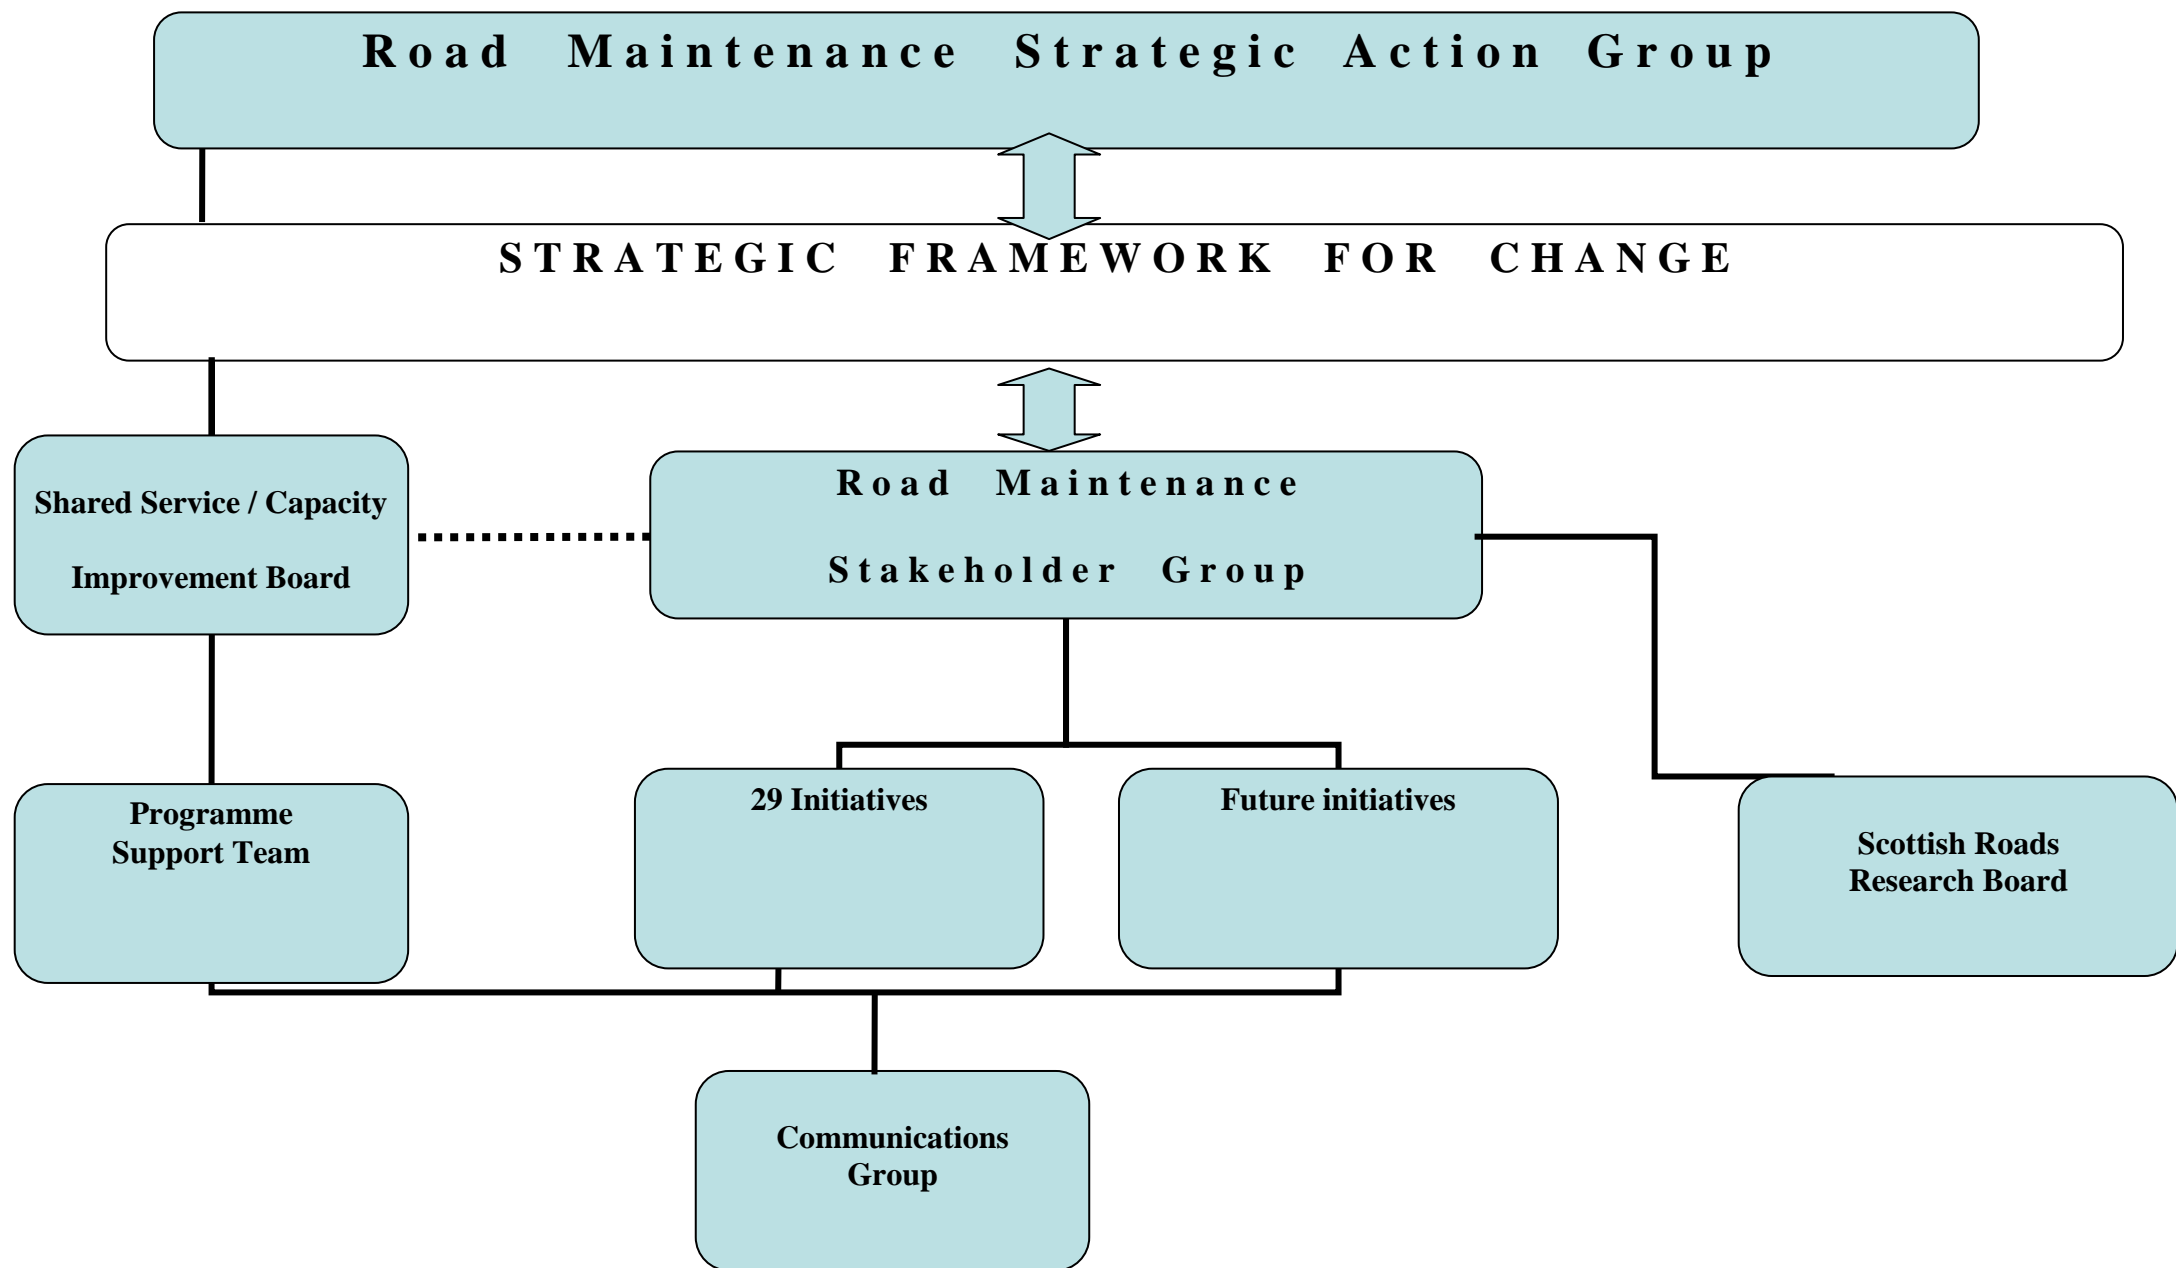 Road Maintenance Strategic Action Group
STRATEGIC FRAMEWORK FOR CHANGE
Shared Service / Capacity
Improvement Board
Road Maintenance
Stakeholder Group
Programme
Support Team
29 Initiatives
Future initiatives
Scottish Roads
Research Board
Communications
Group